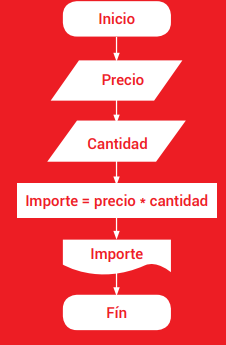 Inicio
Precio
Cantidad
Importe = precio * cantidad
Importe
Fín